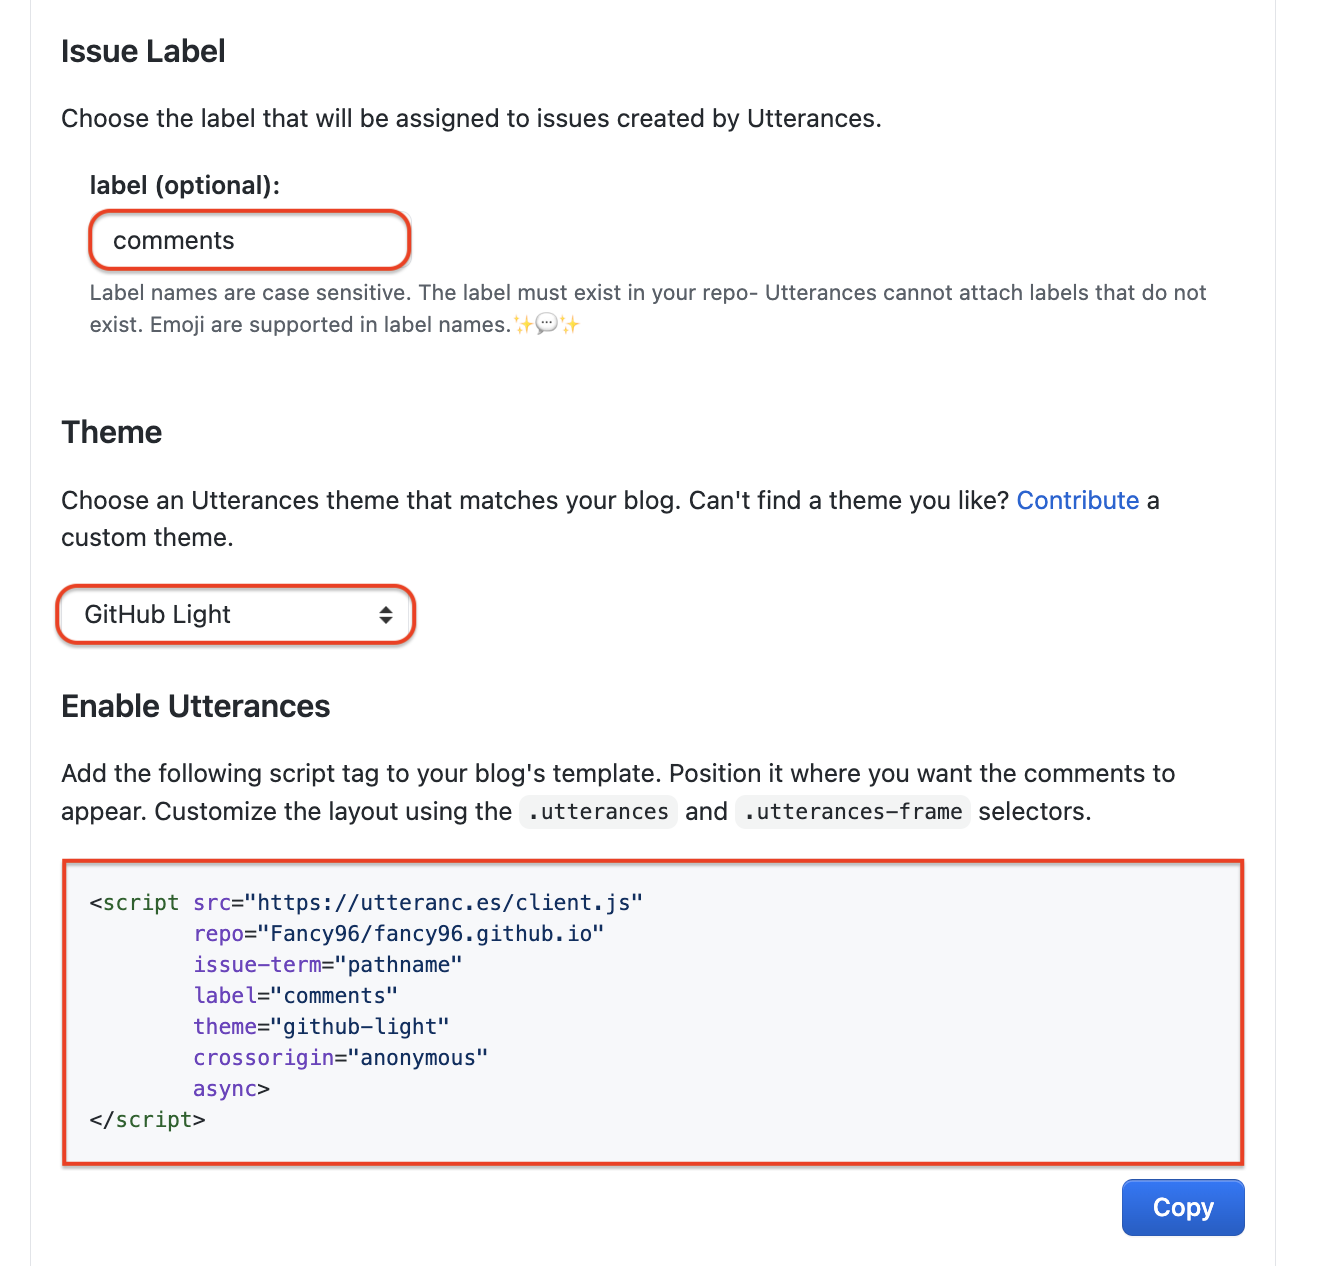 Issue Label
Choose the label that will be assigned to issues created by Utterances.
label (optional):
comments
Label names are case sensitive. The label must exist in your repo- Utterances cannot attach labels that do not
exist. Emoji are supported in label names.✨💬✨
Theme
Choose an Utterances theme that matches your blog. Can't find a theme you like? Contribute a
custom theme.
GitHub Light
Enable Utterances
Add the following script tag to your blog's template. Position it where you want the comments to
appear. Customize the layout using the .utterances and .utterances-frame selectors.
<script src="https://utteranc.es/client.js"
        repo="Fancy96/fancy96.github.io"
        issue-term="pathname"
        label="comments"
        theme="github-light"
        crossorigin="anonymous"
        async>
</script>
Copy